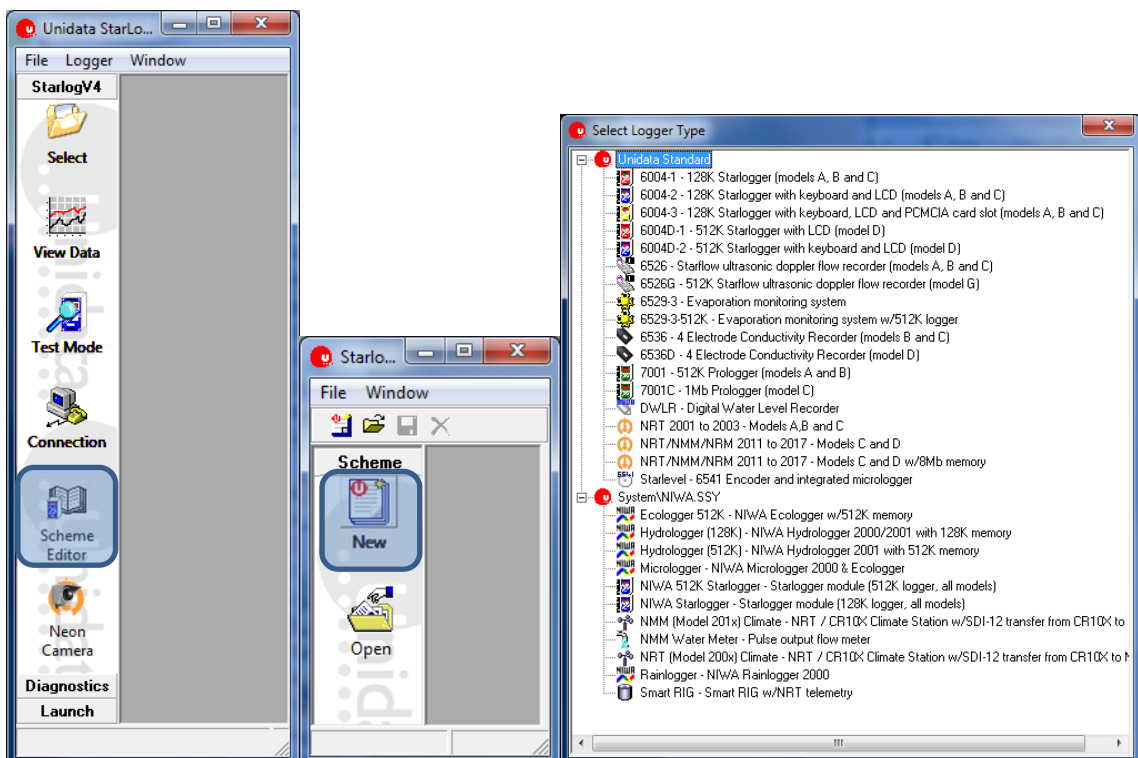 Unidata StarLo...
File Logger Window
StarlogV4
Select
View Data
Test Mode
Connection
Scheme
Editor
Neon
Camera
Diagnostics
Launch
Starlo...
File Window
Scheme
New
Open
Select Logger Type
Unidata Standard
6004-1 - 128K Starlogger (models A, B and C)
6004-2 - 128K Starlogger with keyboard and LCD (models A, B and C)
6004-3 - 128K Starlogger with keyboard, LCD and PCMCIA card slot (models A, B and C)
6004D-1 - 512K Starlogger with LCD (model D)
6004D-2 - 512K Starlogger with keyboard and LCD (model D)
6526 - Starflow ultrasonic doppler flow recorder (models A, B and C)
6526G - 512K Starflow ultrasonic doppler flow recorder (model G)
6529-3 - Evaporation monitoring system
6529-3-512K - Evaporation monitoring system w/512K logger
6536 - 4 Electrode Conductivity Recorder (models B and C)
6536D - 4 Electrode Conductivity Recorder (model D)
7001 - 512K Prologger (models A and B)
7001C - 1Mb Prologger (model C)
DWLR - Digital Water Level Recorder
NRT 2001 to 2003 - Models A,B and C
NRT/NMM/NRM 2011 to 2017 - Models C and D
NRT/NMM/NRM 2011 to 2017 - Models C and D w/8Mb memory
Starlevel - 6541 Encoder and integrated micrologger
System\NIWA.SSY
Ecologger 512K - NIWA Ecologger w/512K memory
Hydrologger (128K) - NIWA Hydrologger 2000/2001 with 128K memory
Hydrologger (512K) - NIWA Hydrologger 2001 with 512K memory
Micrologger - NIWA Micrologger 2000 & Ecologger
NIWA 512K Starlogger - Starlogger module (512K logger, all models)
NIWA Starlogger - Starlogger module (128K logger, all models)
NMM (Model 201x) Climate - NRT / CR10X Climate Station w/SDI-12 transfer from CR10X to
NMM Water Meter - Pulse output flow meter
NRT (Model 200x) Climate - NRT / CR10X Climate Station w/SDI-12 transfer from CR10X to
Rainlogger - NIWA Rainlogger 2000
Smart RIG - Smart RIG w/NRT telemetry